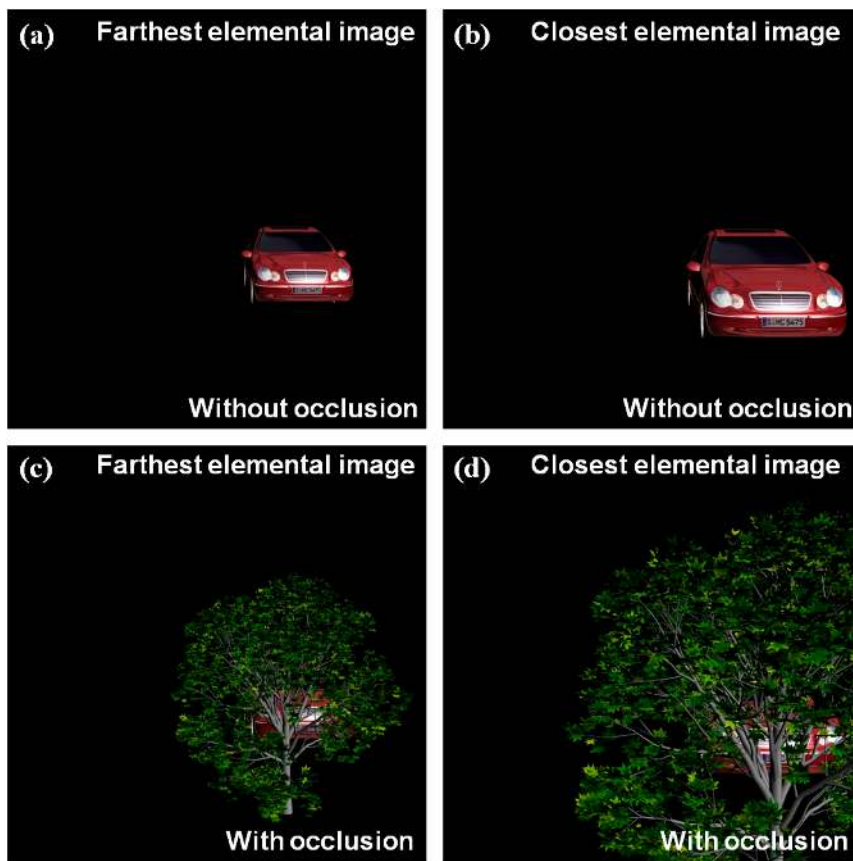 (a) Farthest elemental image
Without occlusion
(b) Closest elemental image
Without occlusion
(c) Farthest elemental image
With occlusion
(d) Closest elemental image
With occlusion